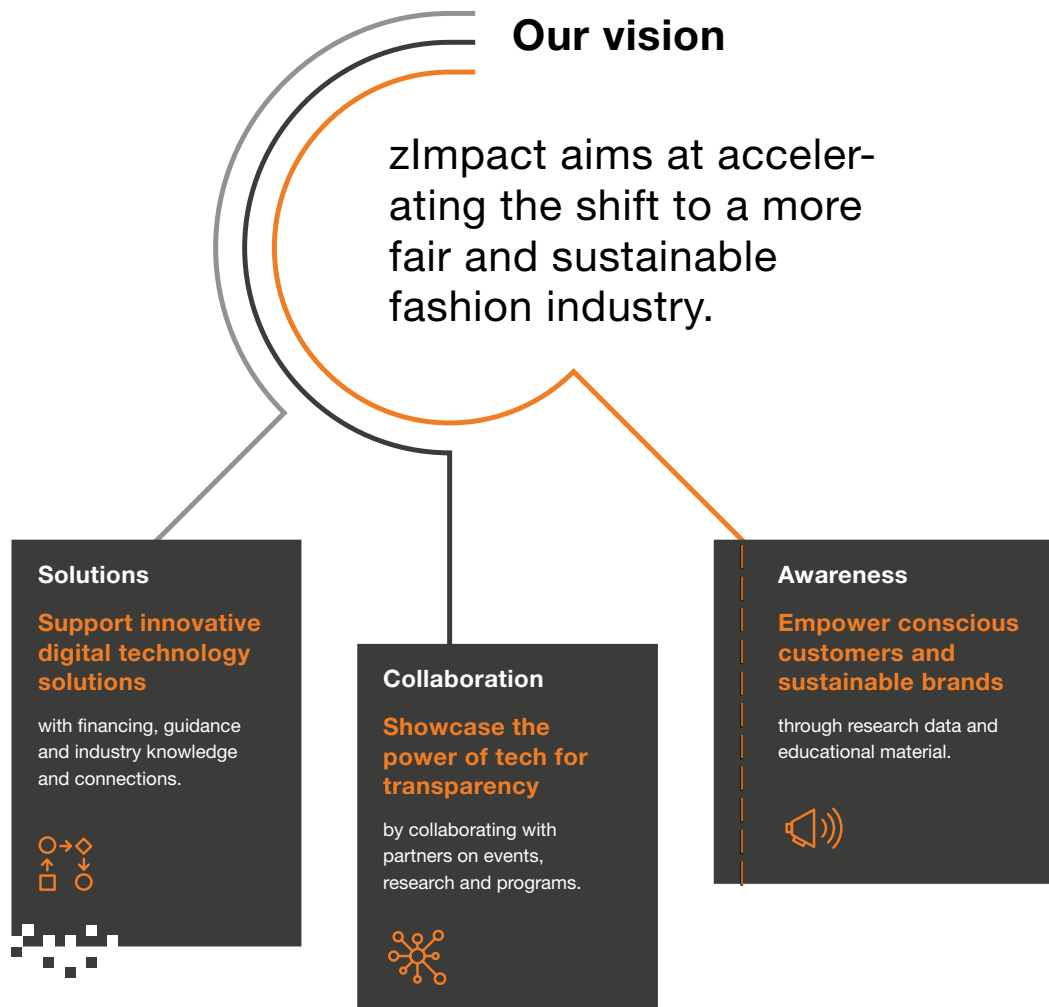 Our vision
zImpact aims at acceler-
ating the shift to a more
fair and sustainable
fashion industry.
Solutions
Support innovative
digital technology
solutions
with financing, guidance
and industry knowledge
and connections.
Collaboration
Showcase the
power of tech for
transparency
by collaborating with
partners on events,
research and programs.
Awareness
Empower conscious
customers and
sustainable brands
through research data and
educational material.